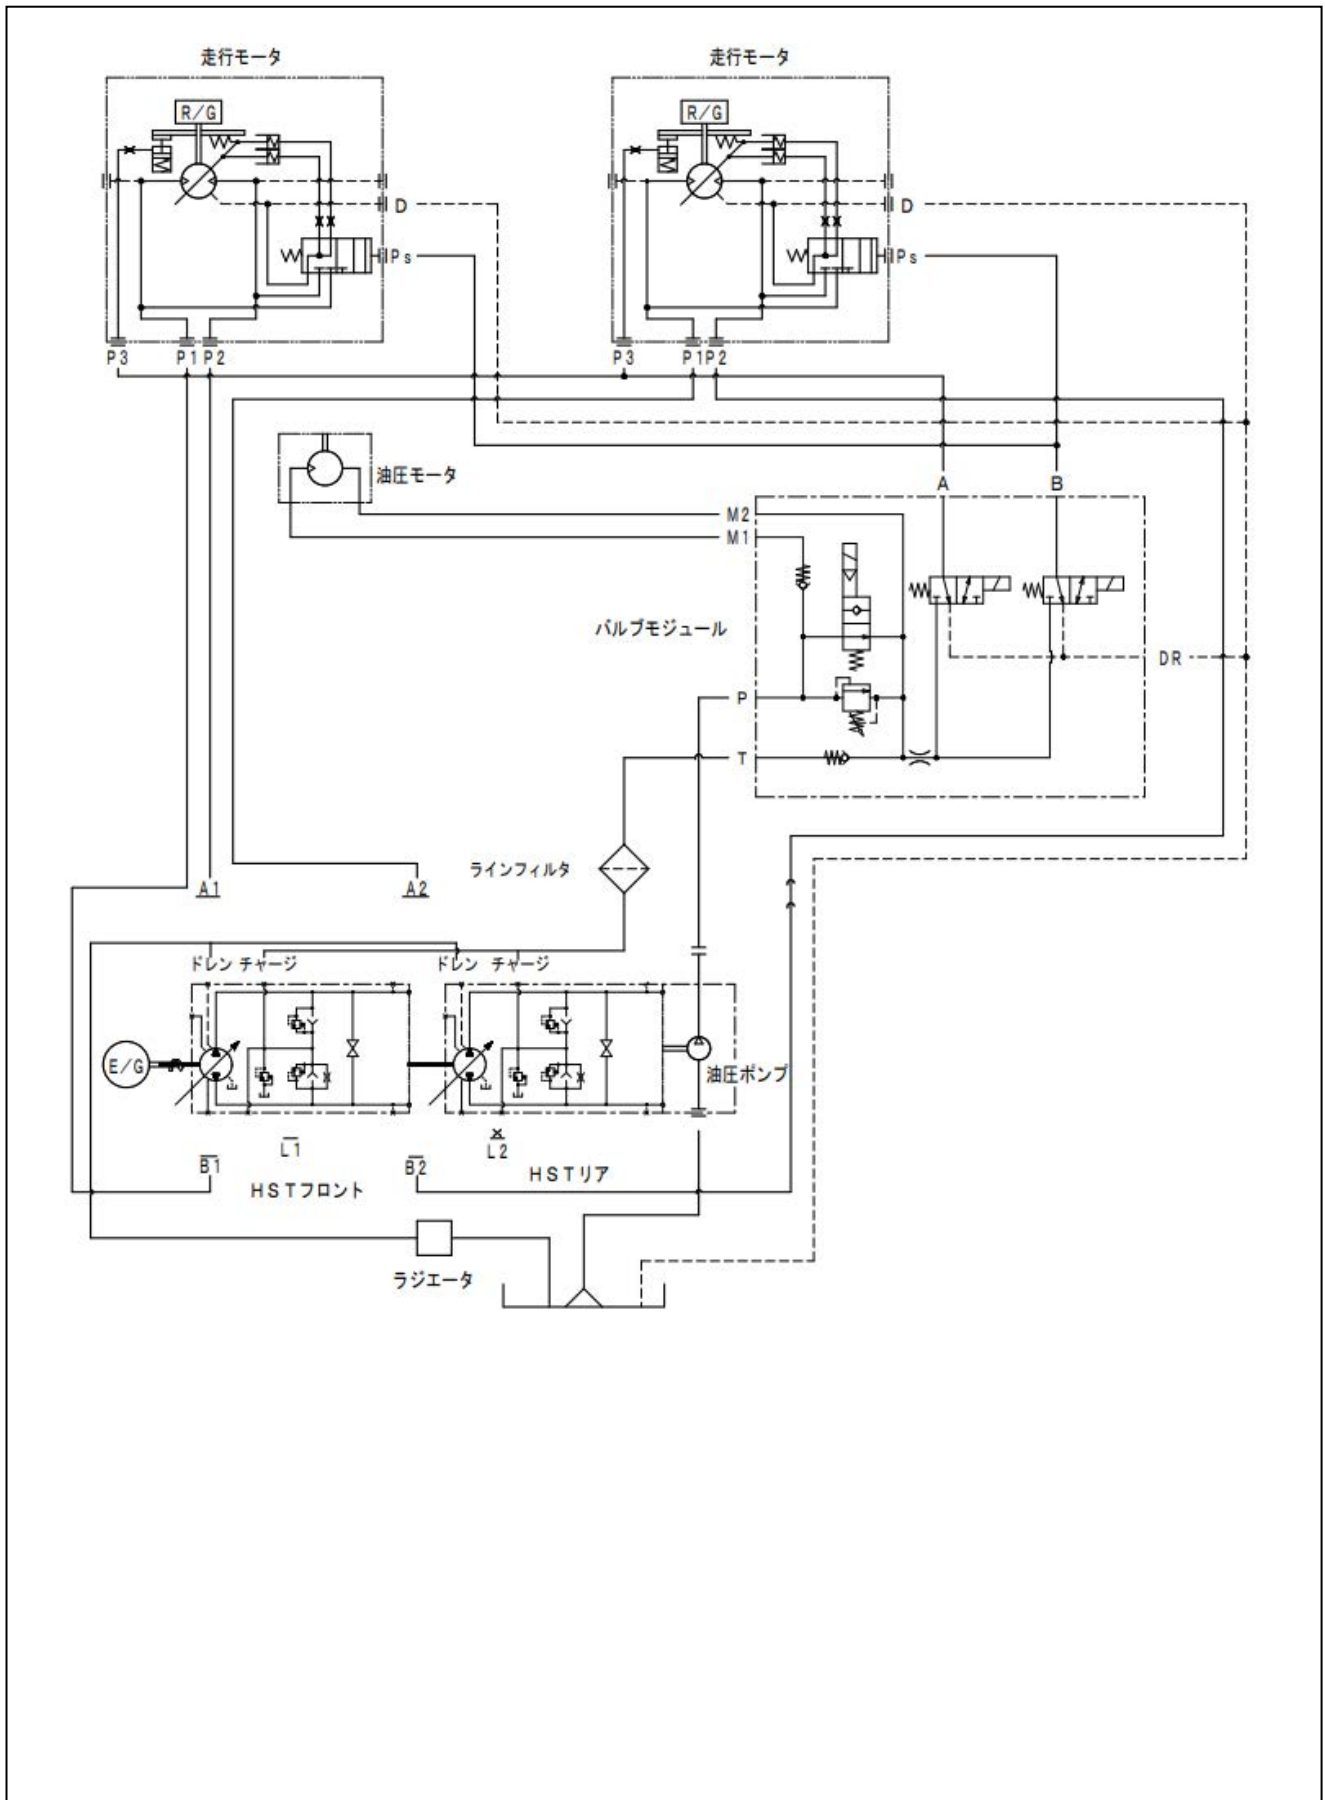 走行モータ 走行モータ
R/G R/G
D D
Ps Ps
P3 P1 P2 P3 P1 P2
油圧モータ
A B
M2
M1
バルブモジュール
DR
P
T
ラインフィルタ
A1 A2
ドレン チャージ ドレン チャージ
E/G
油圧ポンプ
L1 L2
B1 B2
HSTリア
HSTフロント
ラジエータ